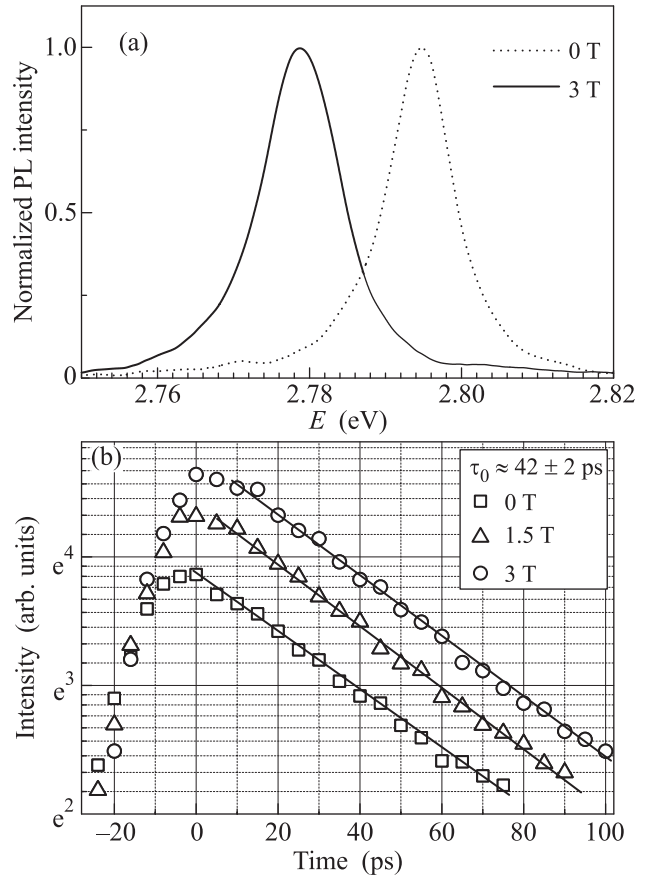 (a)
0 T
3 T
1.0
0.5
0
Normalized PL intensity
2.76 2.78 2.80 2.82
E (eV)
(b)
τ₀ ≈ 42 ± 2 ps
0 T
1.5 T
3 T
e⁴
e³
e²
Intensity (arb. units)
−20 0 20 40 60 80 100
Time (ps)